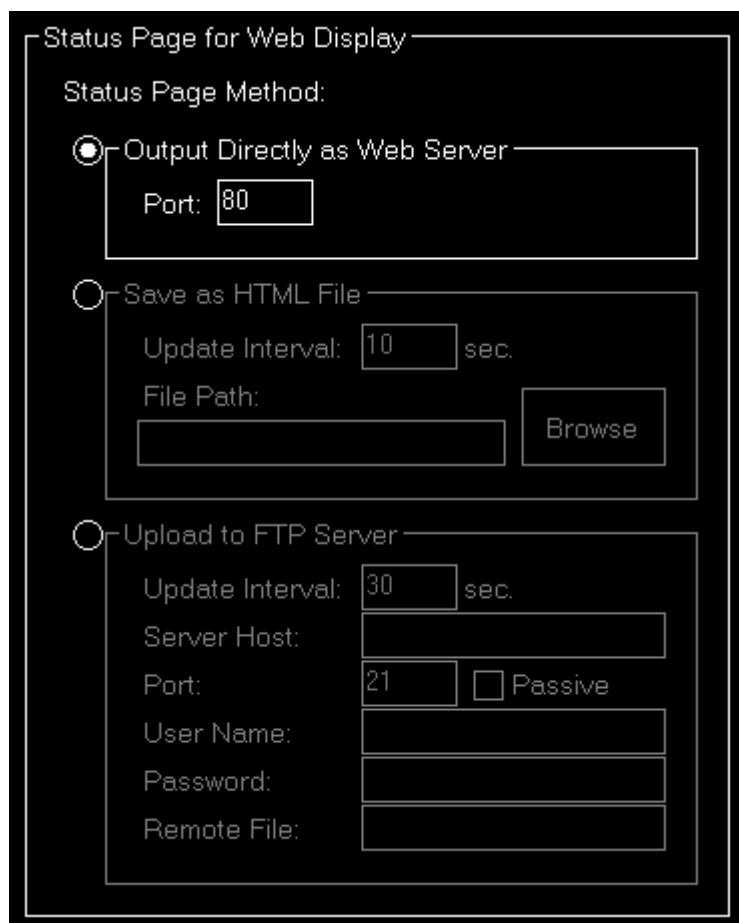 Status Page for Web Display
Status Page Method:
Output Directly as Web Server
Port: 80
Save as HTML File
Update Interval: 10 sec.
File Path:
Browse
Upload to FTP Server
Update Interval: 30 sec.
Server Host:
Port: 21 Passive
User Name:
Password:
Remote File: